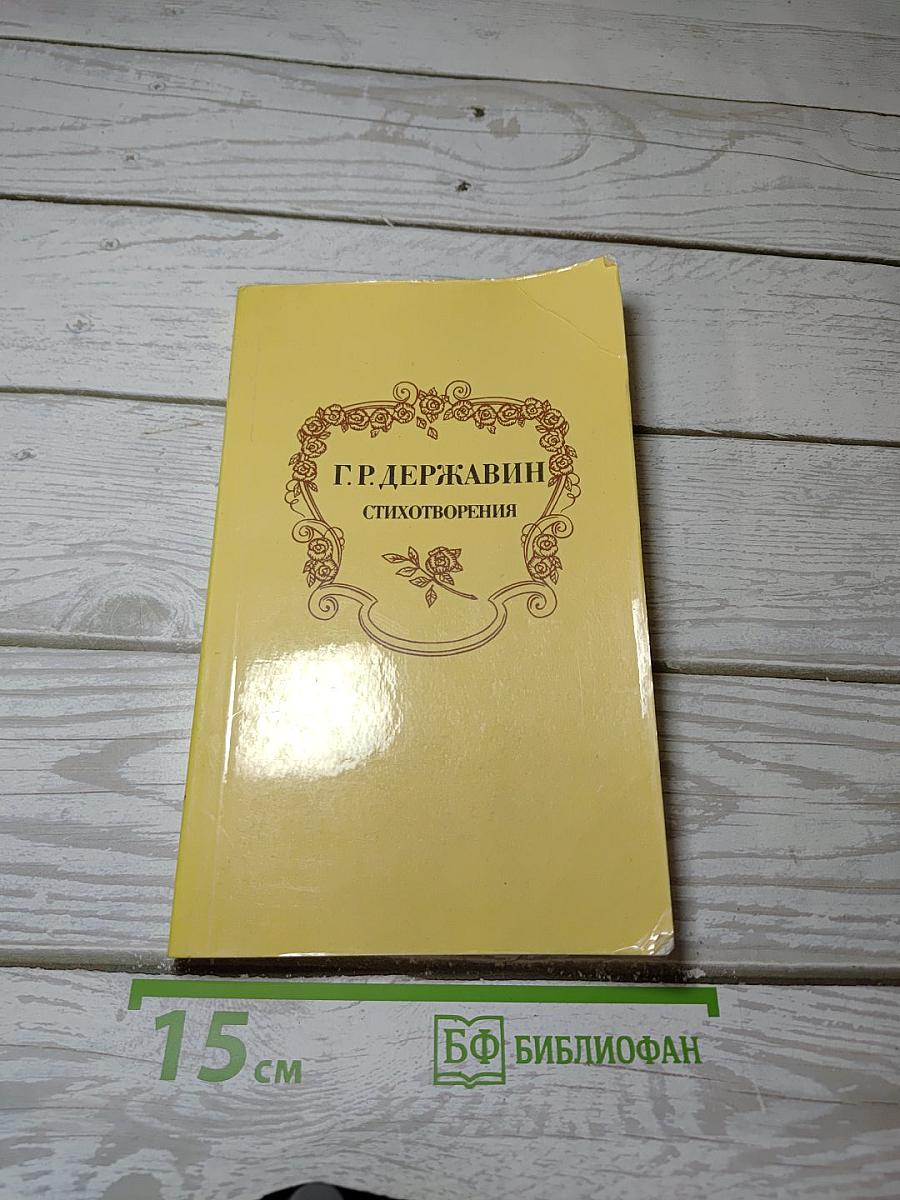 Г. Р. ДЕРЖАВИН
СТИХОТВОРЕНИЯ
15 см
БФ БИБЛИОФАН